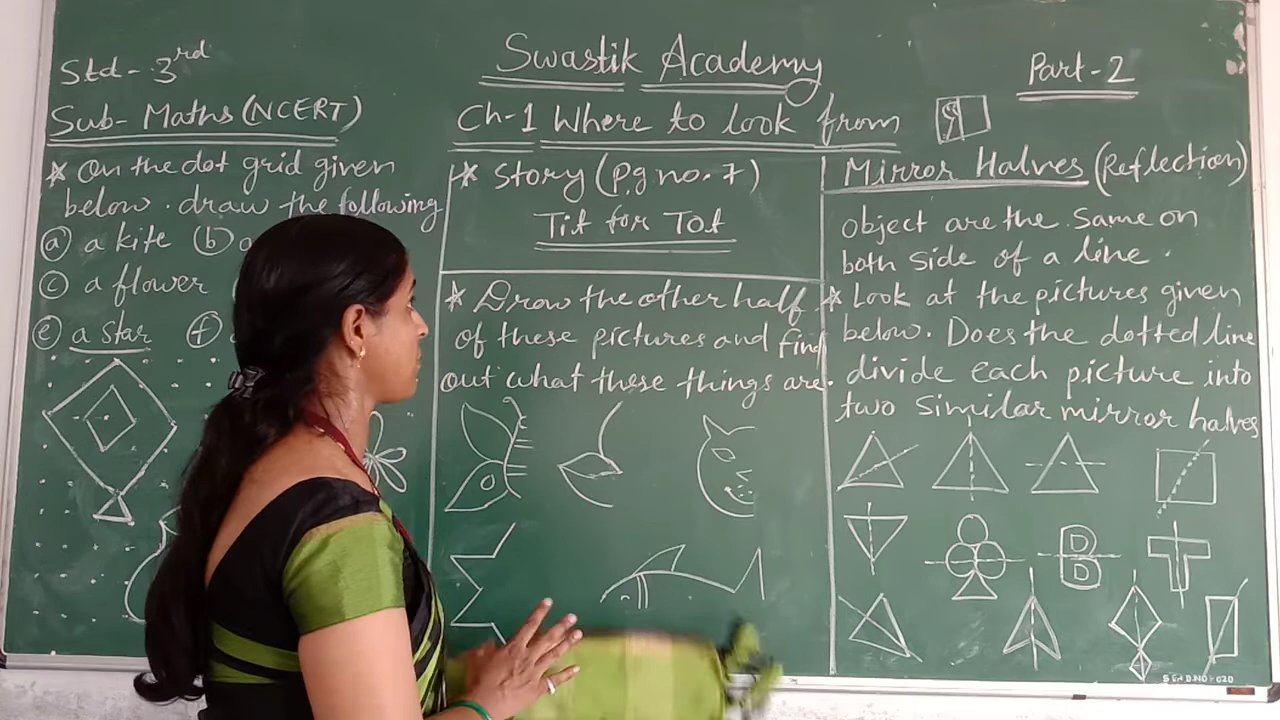 Std - 3rd
Swastik Academy
Part - 2
Sub - Maths (NCERT)
Ch-1 Where to look from
* On the dot grid given
below. draw the following
(a) a kite (b) a
(c) a flower
(e) a star (f)
* Story (Pg no. 7)
Tit for Tot
* Draw the other half
of these pictures and find
out what these things are.
Mirror Halves (Reflection)
object are the same on
both side of a line.
* Look at the pictures given
below. Does the dotted line
divide each picture into
two similar mirror halves